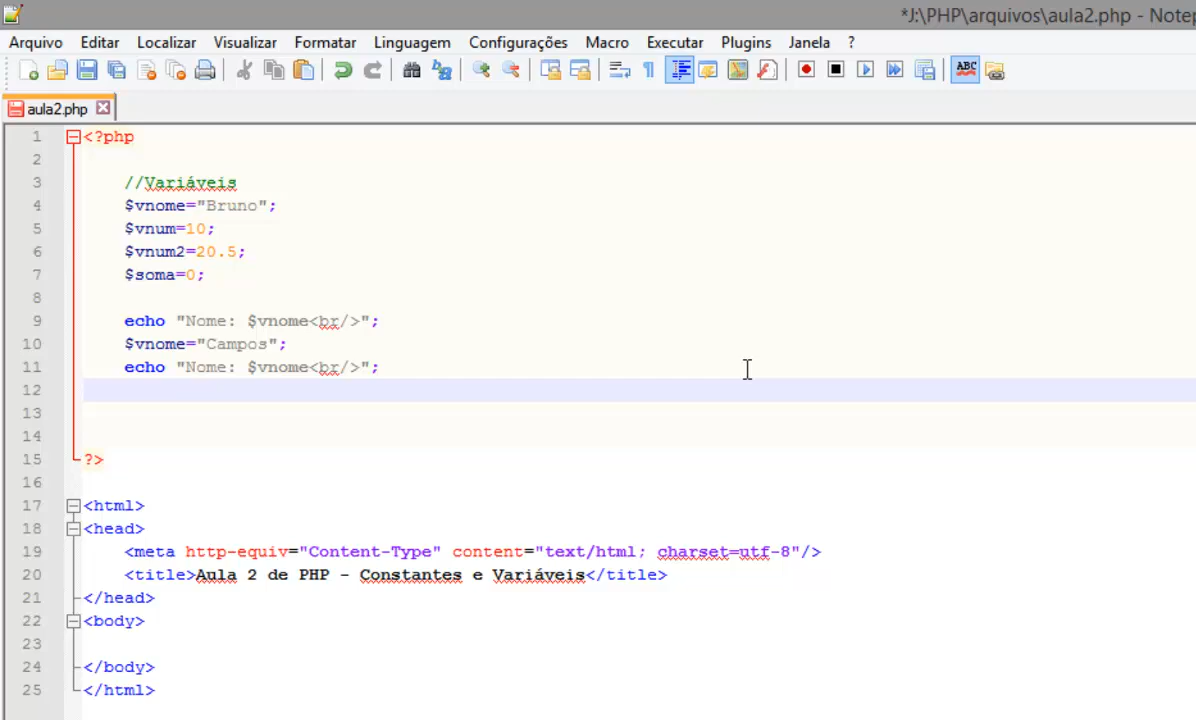 *J:\PHP\arquivos\aula2.php - Notep
Arquivo Editar Localizar Visualizar Formatar Linguagem Configurações Macro Executar Plugins Janela ?
ABC
aula2.php
1 <?php
2
3 //Variáveis
4 $vnome="Bruno";
5 $vnum=10;
6 $vnum2=20.5;
7 $soma=0;
8
9 echo "Nome: $vnome<br/>";
10 $vnome="Campos";
11 echo "Nome: $vnome<br/>";
12
13
14
15 ?>
16
17 <html>
18 <head>
19 <meta http-equiv="Content-Type" content="text/html; charset=utf-8"/>
20 <title>Aula 2 de PHP - Constantes e Variáveis</title>
21 </head>
22 <body>
23
24 </body>
25 </html>